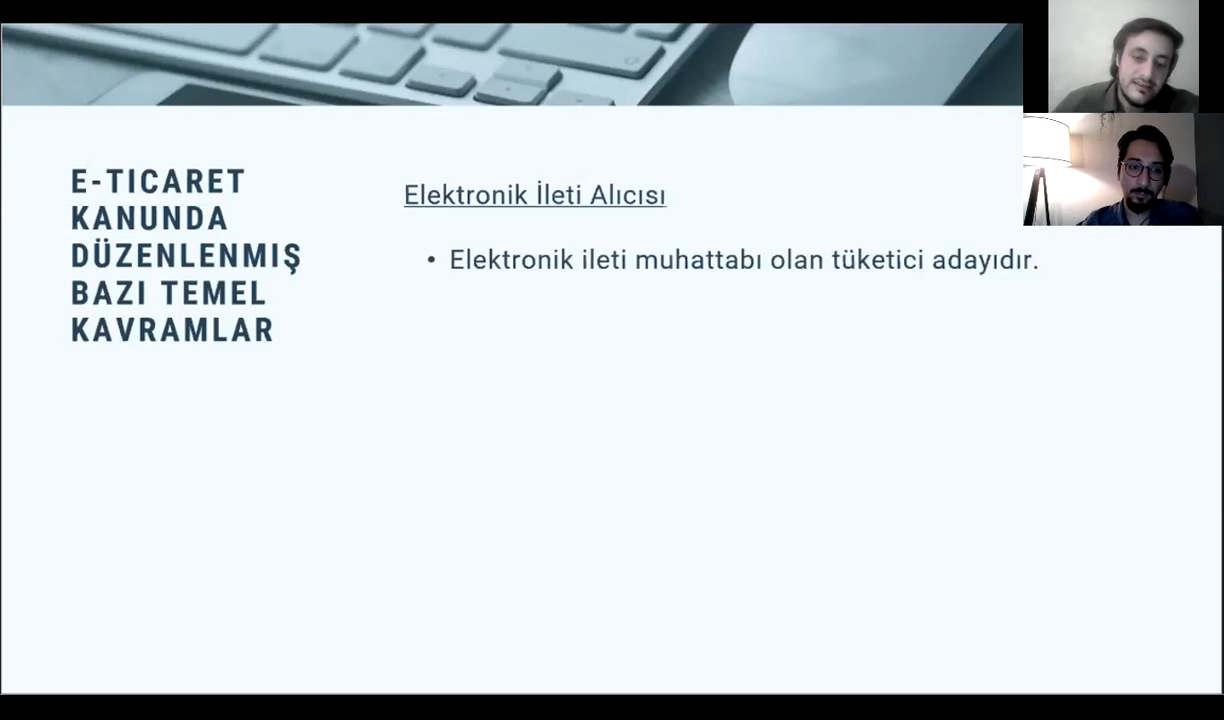 E-TICARET
KANUNDA
DÜZENLENMIŞ
BAZI TEMEL
KAVRAMLAR
Elektronik İleti Alıcısı
• Elektronik ileti muhattabı olan tüketici adayıdır.